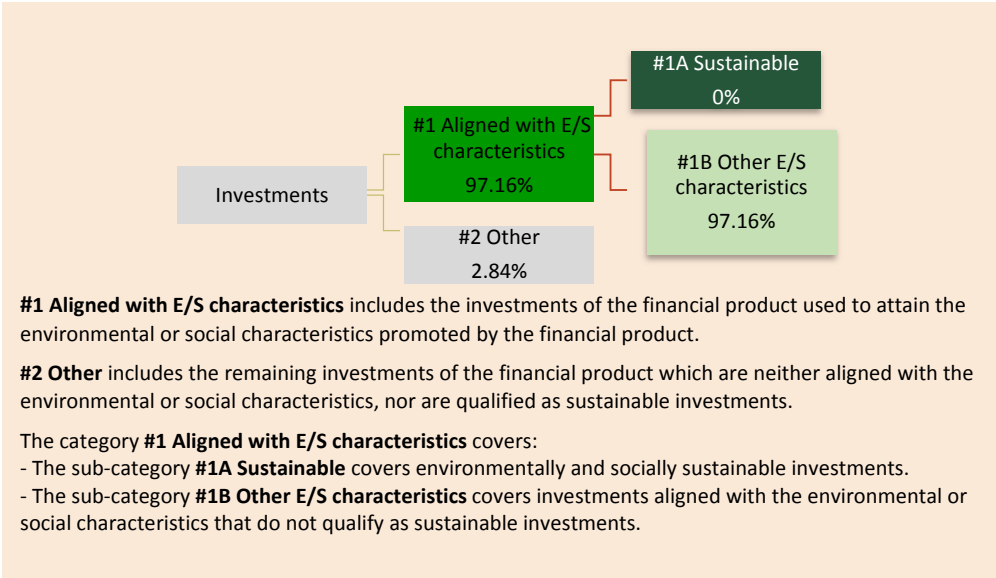 #1A Sustainable
0%
#1 Aligned with E/S
characteristics
97.16%
#1B Other E/S
characteristics
97.16%
Investments
#2 Other
2.84%
#1 Aligned with E/S characteristics includes the investments of the financial product used to attain the
environmental or social characteristics promoted by the financial product.
#2 Other includes the remaining investments of the financial product which are neither aligned with the
environmental or social characteristics, nor are qualified as sustainable investments.
The category #1 Aligned with E/S characteristics covers:
- The sub-category #1A Sustainable covers environmentally and socially sustainable investments.
- The sub-category #1B Other E/S characteristics covers investments aligned with the environmental or
social characteristics that do not qualify as sustainable investments.